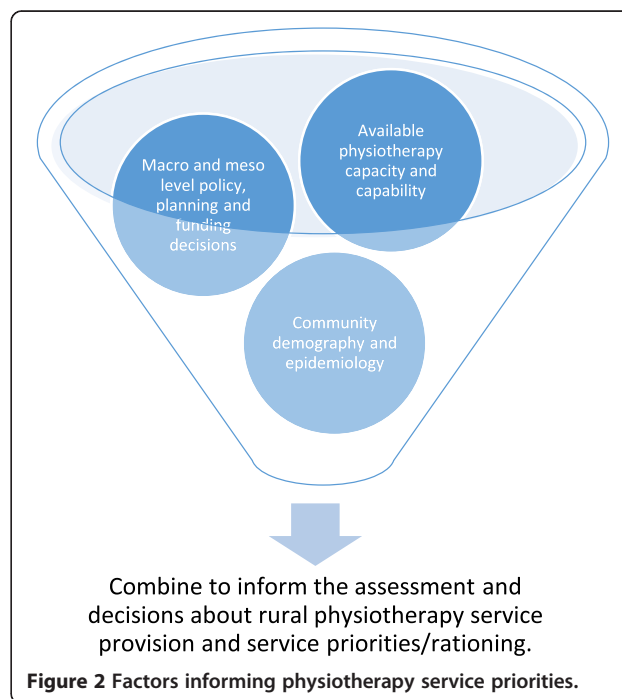 Available
physiotherapy
capacity and
capability
Macro and meso
level policy,
planning and
funding
decisions
Community
demography and
epidemiology
Combine to inform the assessment and
decisions about rural physiotherapy service
provision and service priorities/rationing.
Figure 2 Factors informing physiotherapy service priorities.